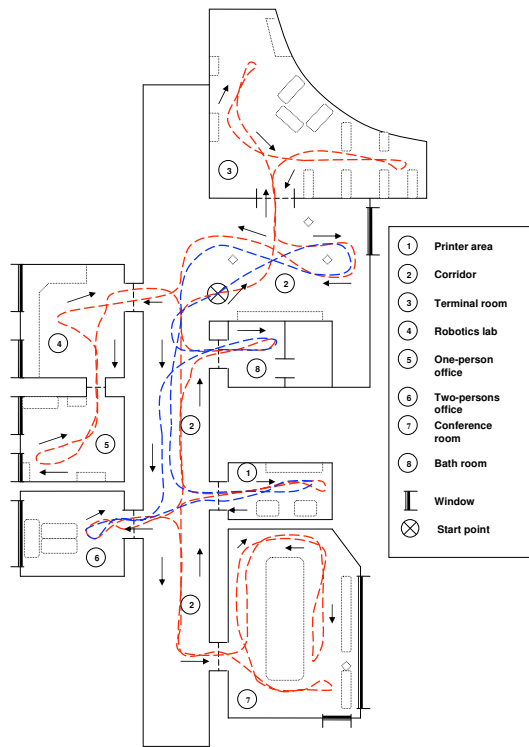 3
2
4
8
5
2
1
6
2
7
1 Printer area
2 Corridor
3 Terminal room
4 Robotics lab
5 One-person
office
6 Two-persons
office
7 Conference
room
8 Bath room
Window
Start point